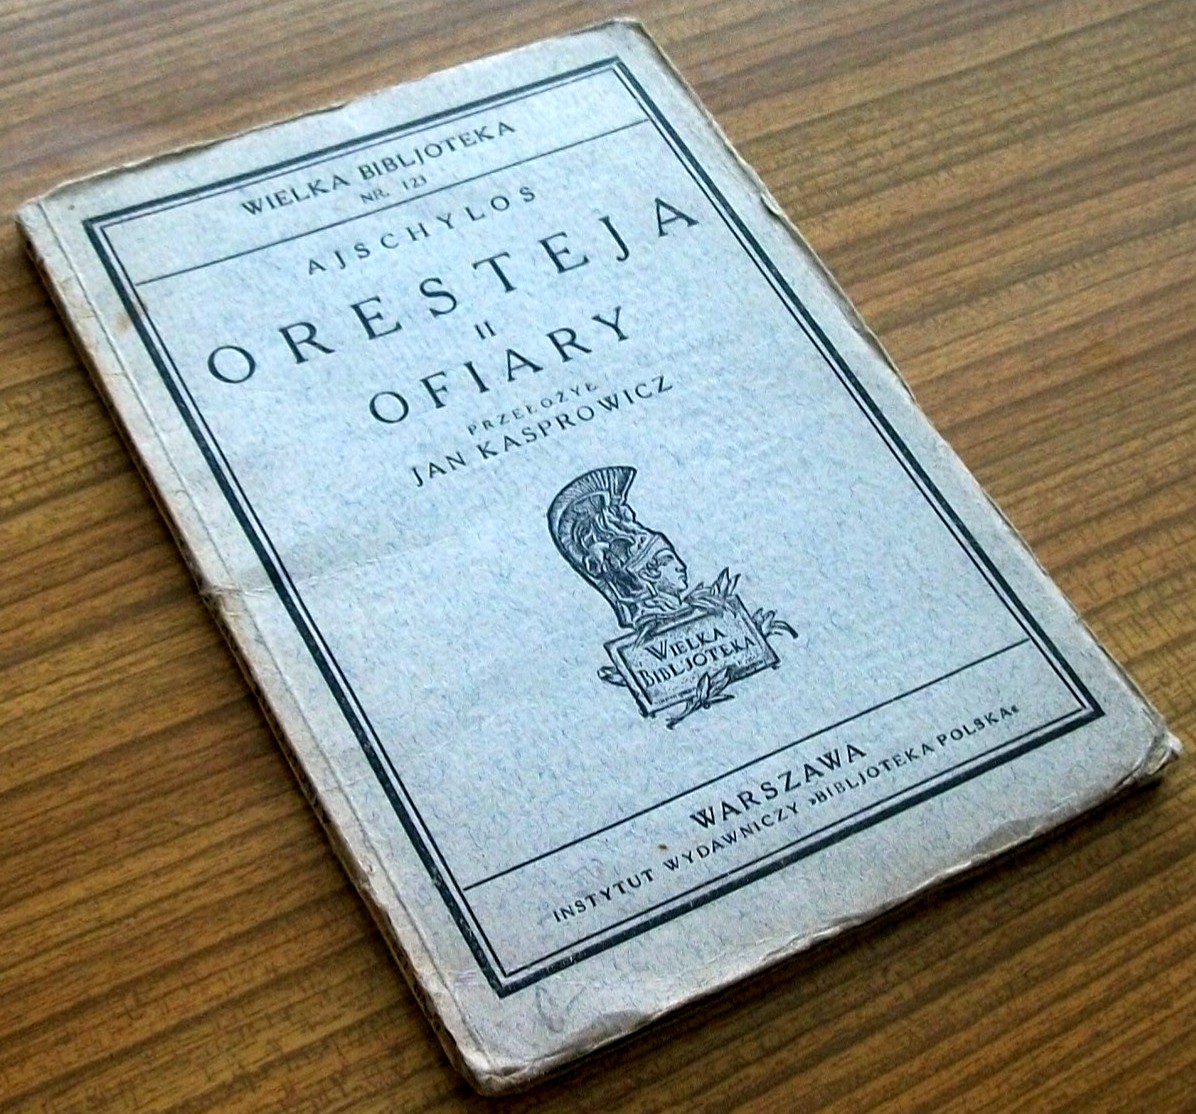 WIELKA BIBLJOTEKA
NR. 123
AJSCHYLOS
ORESTEJA
II
OFIARY
PRZEŁOŻYŁ
JAN KASPROWICZ
WIELKA
BIBLJOTEKA
WARSZAWA
INSTYTUT WYDAWNICZY »BIBLJOTEKA POLSKA«